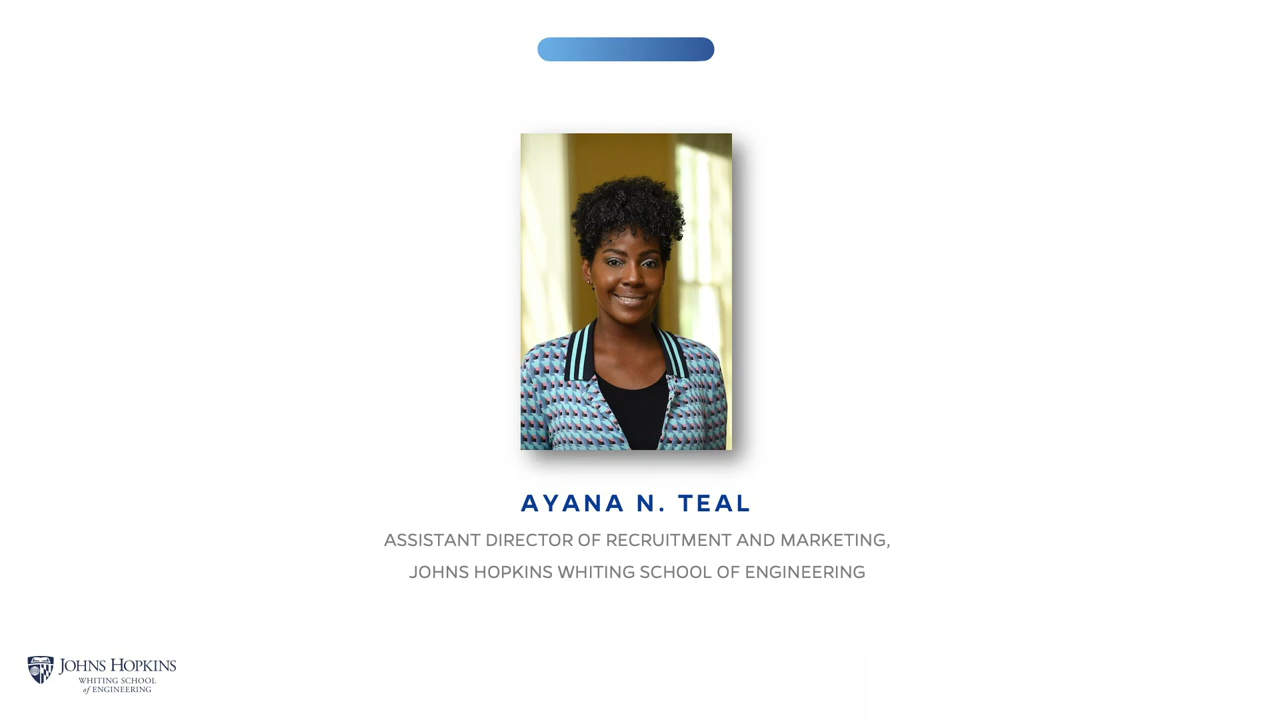 AYANA N. TEAL
ASSISTANT DIRECTOR OF RECRUITMENT AND MARKETING,
JOHNS HOPKINS WHITING SCHOOL OF ENGINEERING
JOHNS HOPKINS
WHITING SCHOOL
of ENGINEERING